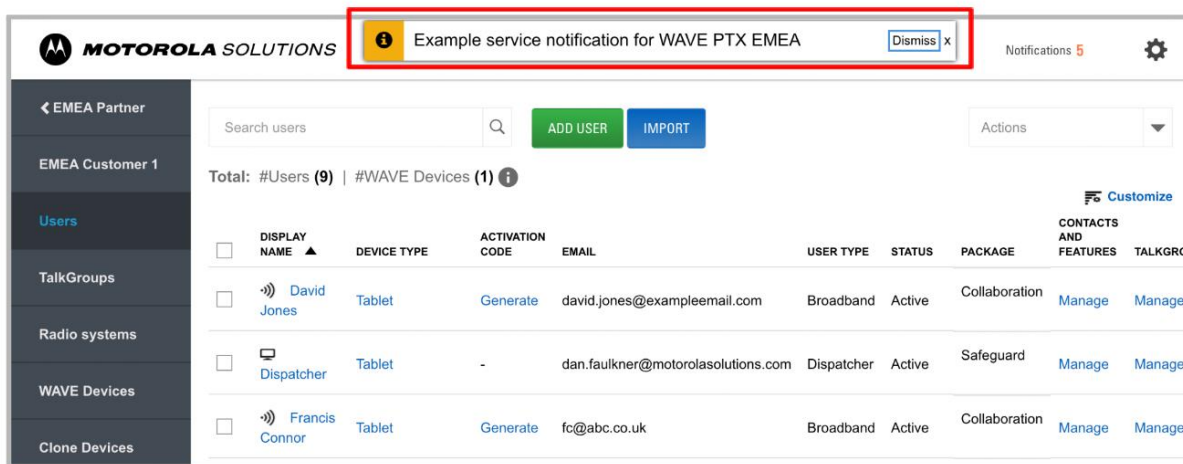 MOTOROLA SOLUTIONS
Example service notification for WAVE PTX EMEA
Dismiss x
Notifications 5
EMEA Partner
EMEA Customer 1
Users
TalkGroups
Radio systems
WAVE Devices
Clone Devices
Search users
ADD USER
IMPORT
Actions
Total: #Users (9) | #WAVE Devices (1)
Customize
DISPLAY NAME ▲ DEVICE TYPE ACTIVATION CODE EMAIL USER TYPE STATUS PACKAGE CONTACTS AND FEATURES TALKGRO
David Jones Tablet Generate david.jones@exampleemail.com Broadband Active Collaboration Manage Manage
Dispatcher Tablet - dan.faulkner@motorolasolutions.com Dispatcher Active Safeguard Manage Manage
Francis Connor Tablet Generate fc@abc.co.uk Broadband Active Collaboration Manage Manage